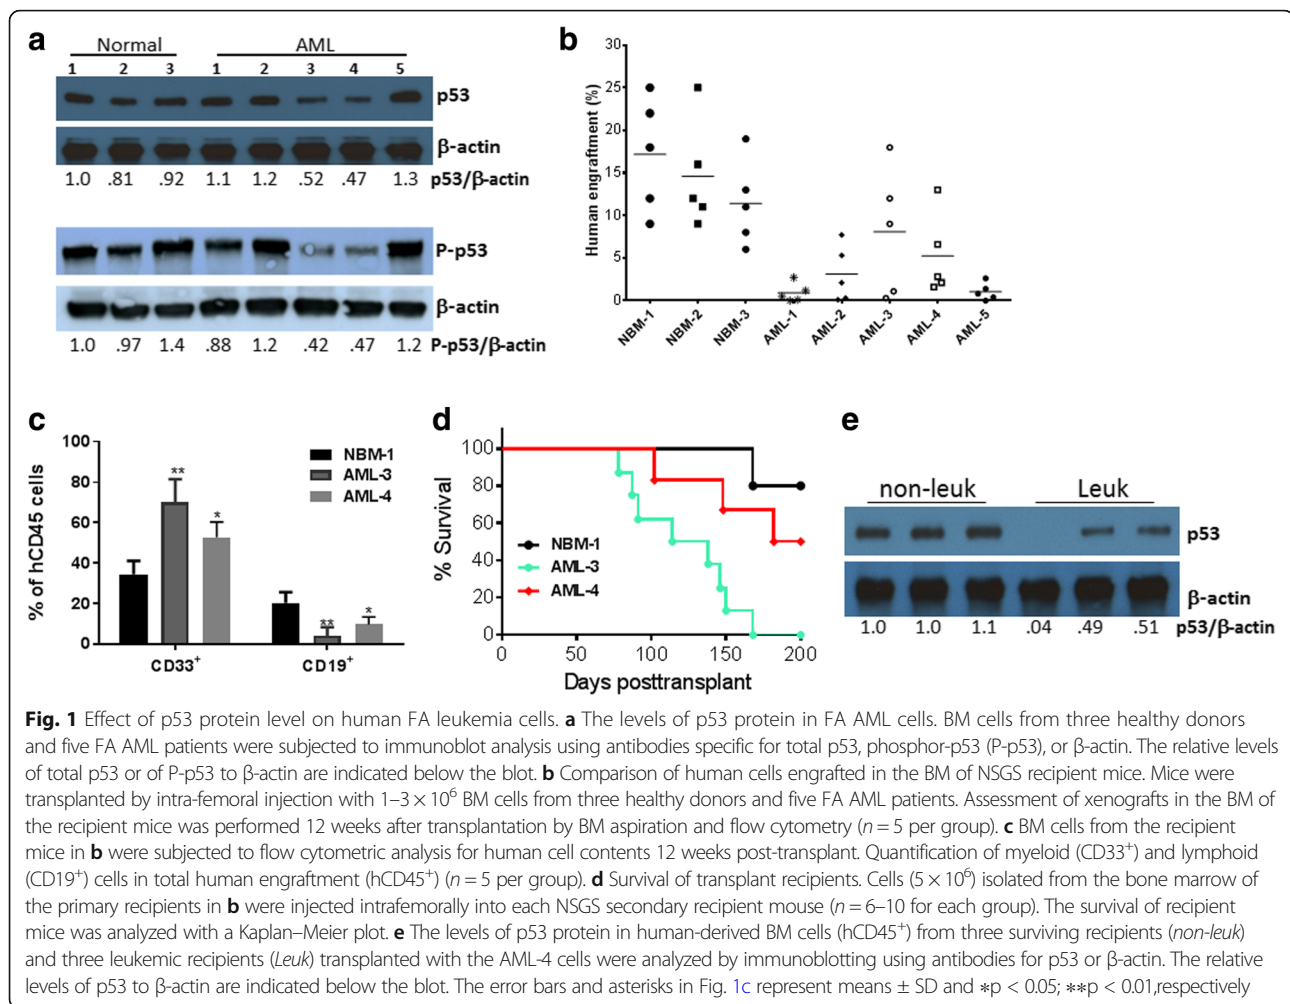 a
Normal AML
1 2 3 1 2 3 4 5
p53
β-actin
1.0 .81 .92 1.1 1.2 .52 .47 1.3 p53/β-actin
P-p53
β-actin
1.0 .97 1.4 .88 1.2 .42 .47 1.2 P-p53/β-actin
b
Human engraftment (%)
30
25
20
15
10
5
0
NBM-1 NBM-2 NBM-3 AML-1 AML-2 AML-3 AML-4 AML-5
c
% of hCD45 cells
100
80
60
40
20
0
** * ** *
NBM-1
AML-3
AML-4
CD33⁺ CD19⁺
d
% Survival
100
80
60
40
20
0
NBM-1
AML-3
AML-4
0 50 100 150 200
Days posttransplant
e
non-leuk Leuk
p53
β-actin
1.0 1.0 1.1 .04 .49 .51 p53/β-actin
Fig. 1 Effect of p53 protein level on human FA leukemia cells. a The levels of p53 protein in FA AML cells. BM cells from three healthy donors
and five FA AML patients were subjected to immunoblot analysis using antibodies specific for total p53, phosphor-p53 (P-p53), or β-actin. The relative levels
of total p53 or of P-p53 to β-actin are indicated below the blot. b Comparison of human cells engrafted in the BM of NSGS recipient mice. Mice were
transplanted by intra-femoral injection with 1–3 × 10⁶ BM cells from three healthy donors and five FA AML patients. Assessment of xenografts in the BM of
the recipient mice was performed 12 weeks after transplantation by BM aspiration and flow cytometry (n = 5 per group). c BM cells from the recipient
mice in b were subjected to flow cytometric analysis for human cell contents 12 weeks post-transplant. Quantification of myeloid (CD33⁺) and lymphoid
(CD19⁺) cells in total human engraftment (hCD45⁺) (n = 5 per group). d Survival of transplant recipients. Cells (5 × 10⁶) isolated from the bone marrow of
the primary recipients in b were injected intrafemorally into each NSGS secondary recipient mouse (n = 6–10 for each group). The survival of recipient
mice was analyzed with a Kaplan–Meier plot. e The levels of p53 protein in human-derived BM cells (hCD45⁺) from three surviving recipients (non-leuk)
and three leukemic recipients (Leuk) transplanted with the AML-4 cells were analyzed by immunoblotting using antibodies for p53 or β-actin. The relative
levels of p53 to β-actin are indicated below the blot. The error bars and asterisks in Fig. 1c represent means ± SD and ∗p < 0.05; ∗∗p < 0.01,respectively